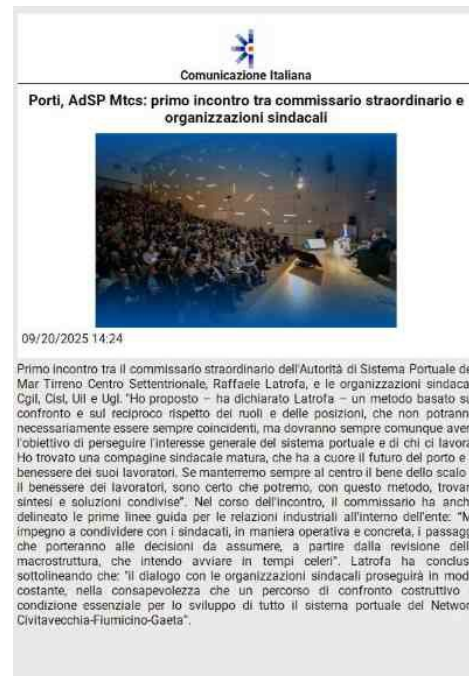 Comunicazione Italiana
Porti, AdSP Mtcs: primo incontro tra commissario straordinario e
organizzazioni sindacali
09/20/2025 14:24
Primo incontro tra il commissario straordinario dell'Autorità di Sistema Portuale de
Mar Tirreno Centro Settentrionale, Raffaele Latrofa, e le organizzazioni sindaca
Cgil, Cisl, Uil e Ugl. "Ho proposto – ha dichiarato Latrofa – un metodo basato su
confronto e sul reciproco rispetto dei ruoli e delle posizioni, che non potrann
necessariamente essere sempre coincidenti, ma dovranno sempre comunque aver
l'obiettivo di perseguire l'interesse generale del sistema portuale e di chi ci lavora
Ho trovato una compagine sindacale matura, che ha a cuore il futuro del porto e
benessere dei suoi lavoratori. Se manterremo sempre al centro il bene dello scalo
il benessere dei lavoratori, sono certo che potremo, con questo metodo, trovar
sintesi e soluzioni condivise". Nel corso dell'incontro, il commissario ha anch
delineato le prime linee guida per le relazioni industriali all'interno dell'ente: "M
impegno a condividere con i sindacati, in maniera operativa e concreta, i passagg
che porteranno alle decisioni da assumere, a partire dalla revisione dell
macrostruttura, che intendo avviare in tempi celeri". Latrofa ha conclus
sottolineando che: "il dialogo con le organizzazioni sindacali proseguirà in mod
costante, nella consapevolezza che un percorso di confronto costruttivo
condizione essenziale per lo sviluppo di tutto il sistema portuale del Networ
Civitavecchia-Fiumicino-Gaeta".